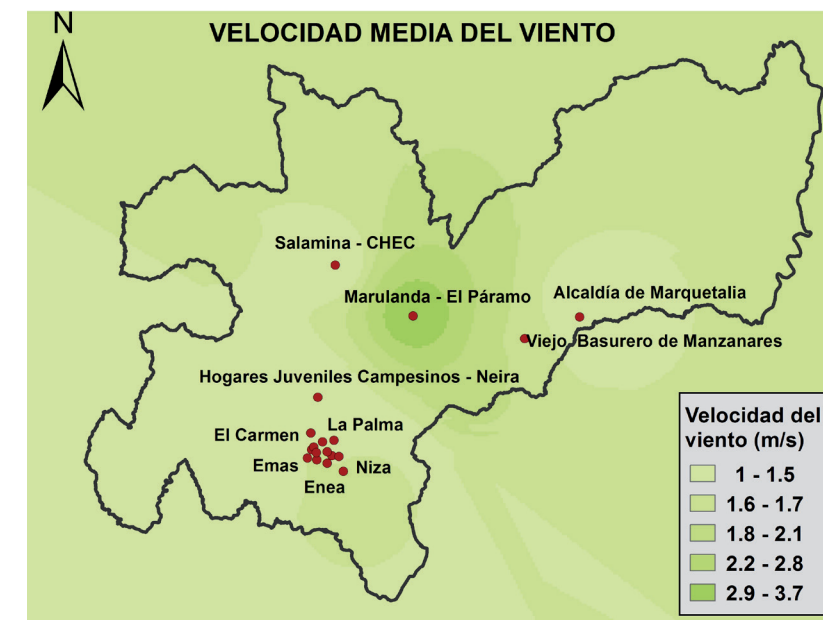 N
VELOCIDAD MEDIA DEL VIENTO
Salamina - CHEC
Marulanda - El Páramo
Alcaldía de Marquetalia
Viejo Basurero de Manzanares
Hogares Juveniles Campesinos - Neira
La Palma
El Carmen
Emas
Niza
Enea
Velocidad del
viento (m/s)
1 - 1.5
1.6 - 1.7
1.8 - 2.1
2.2 - 2.8
2.9 - 3.7